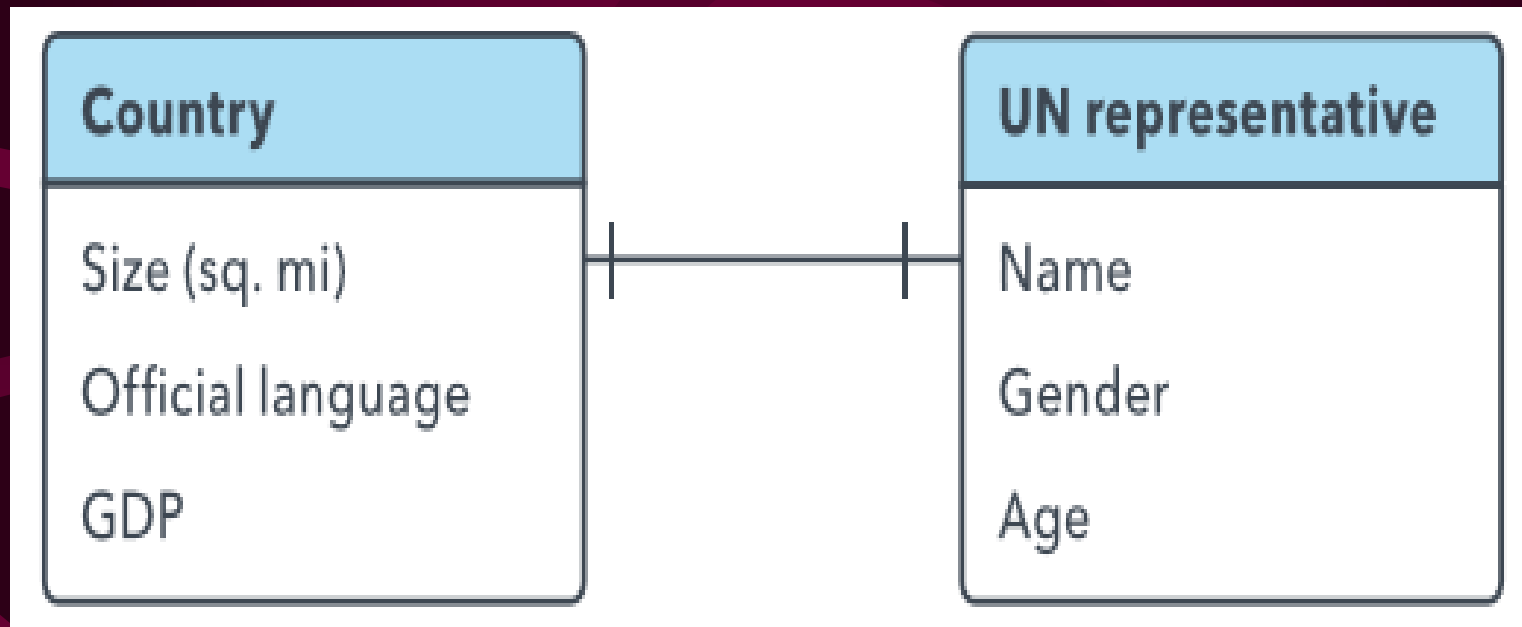 Country
Size (sq. mi)
Official language
GDP
UN representative
Name
Gender
Age